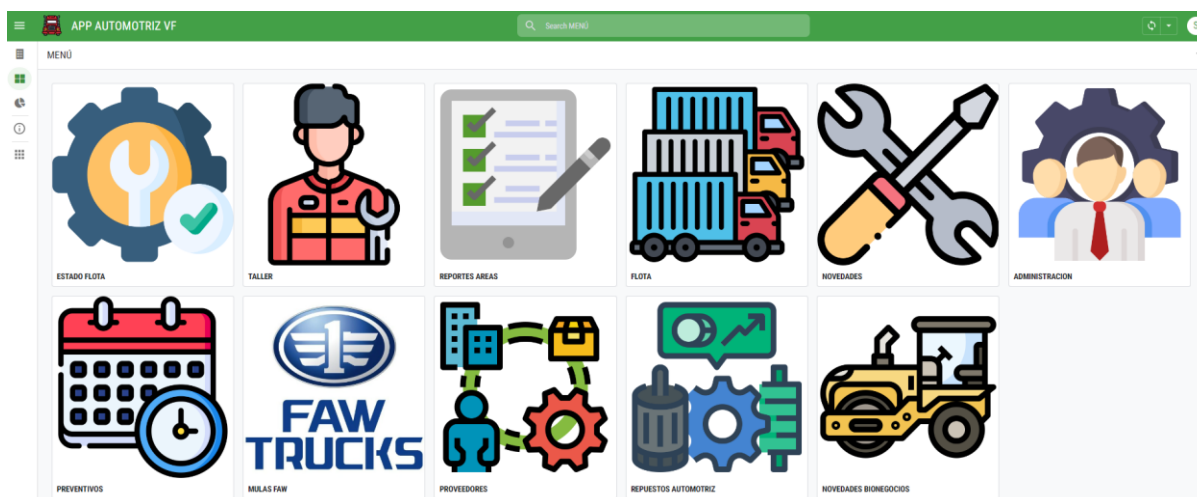 APP AUTOMOTRIZ VF
Search MENÚ
MENÚ
ESTADO FLOTA
TALLER
REPORTES AREAS
FLOTA
NOVEDADES
ADMINISTRACION
1
FAW
TRUCKS
PREVENTIVOS
MULAS FAW
PROVEEDORES
REPUESTOS AUTOMOTRIZ
NOVEDADES BIONEGOCIOS